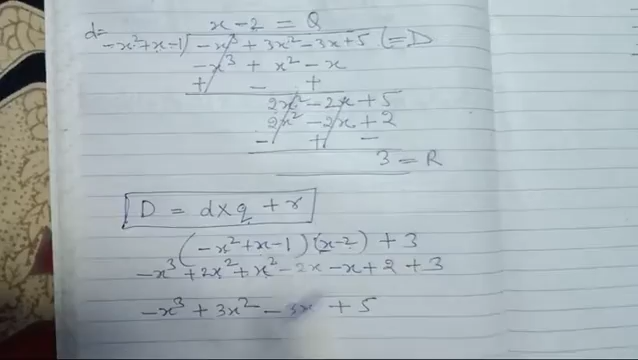 x-2 = Q
d= -x²+x-1) -x³ + 3x² -3x +5 (=D
-x³ + x² - x
+ - +
2x² - 2x + 5
2x² - 2x + 2
- + -
3 = R
D = d×q + r
(-x²+x-1)(x-2) + 3
-x³ +2x² +x² -2x -x +2 +3
-x³ + 3x² - 3x + 5